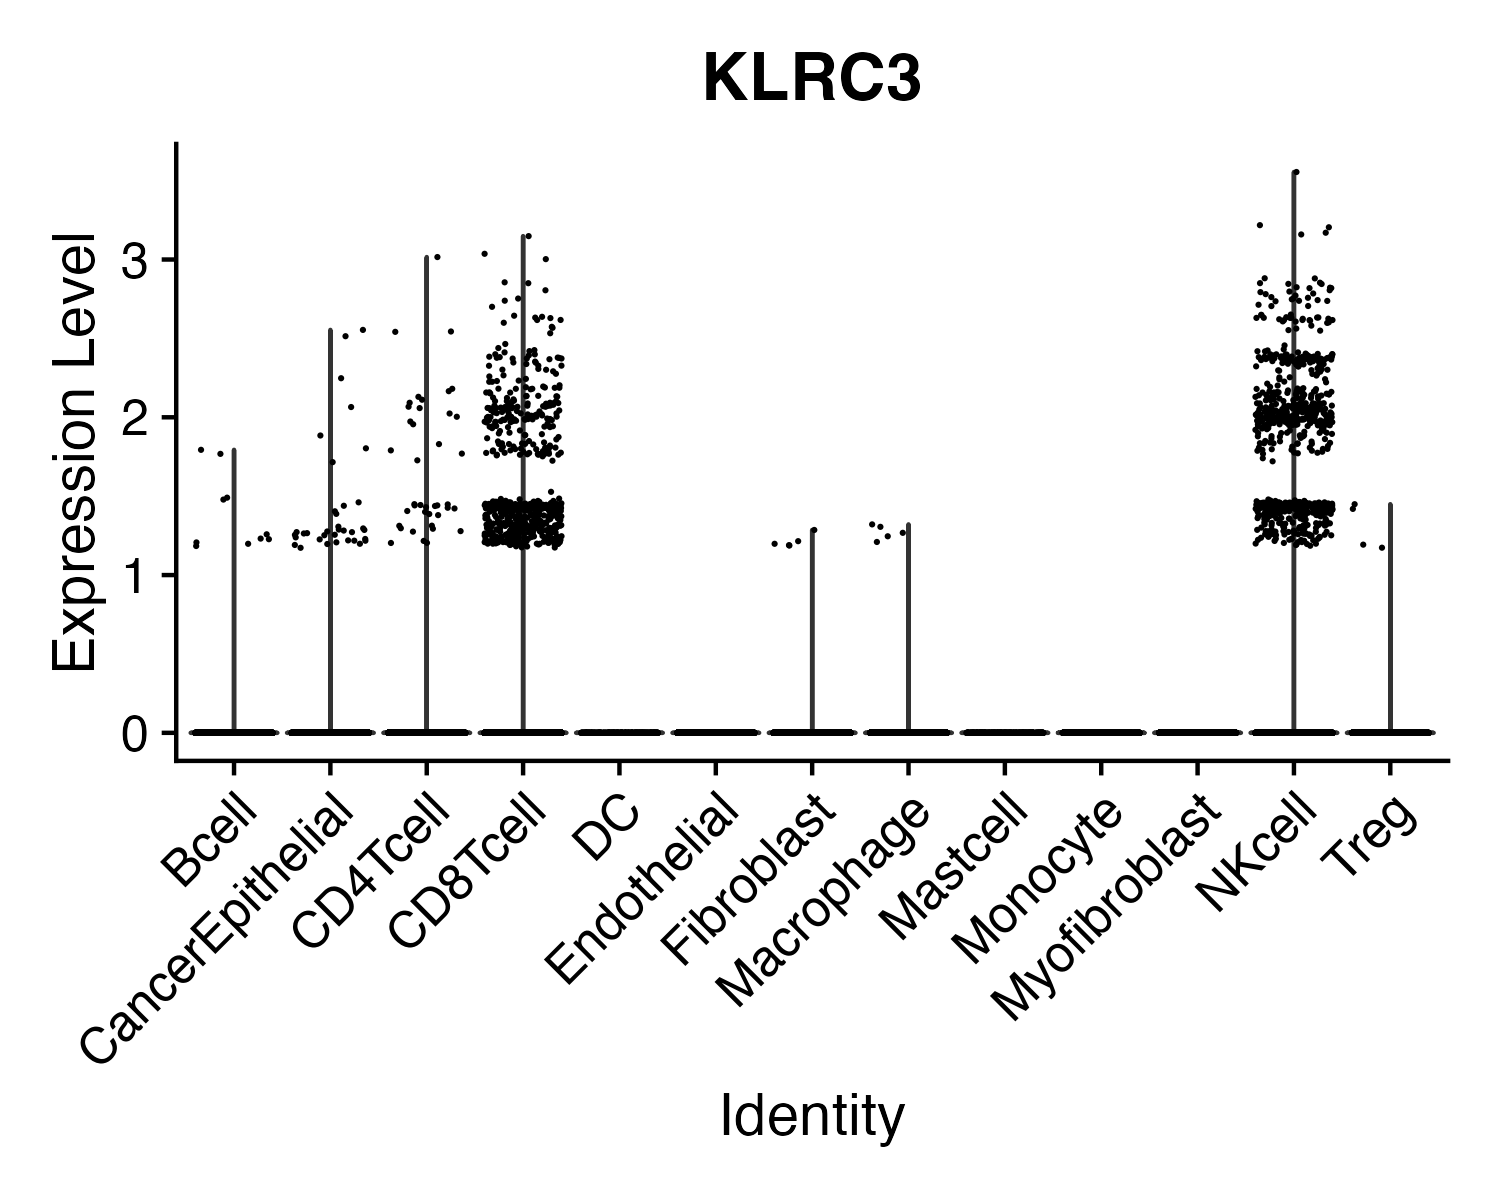 KLRC3
Expression Level
3
2
1
0
Bcell
CancerEpithelial
CD4Tcell
CD8Tcell
DC
Endothelial
Fibroblast
Macrophage
Mastcell
Monocyte
Myofibroblast
NKcell
Treg
Identity